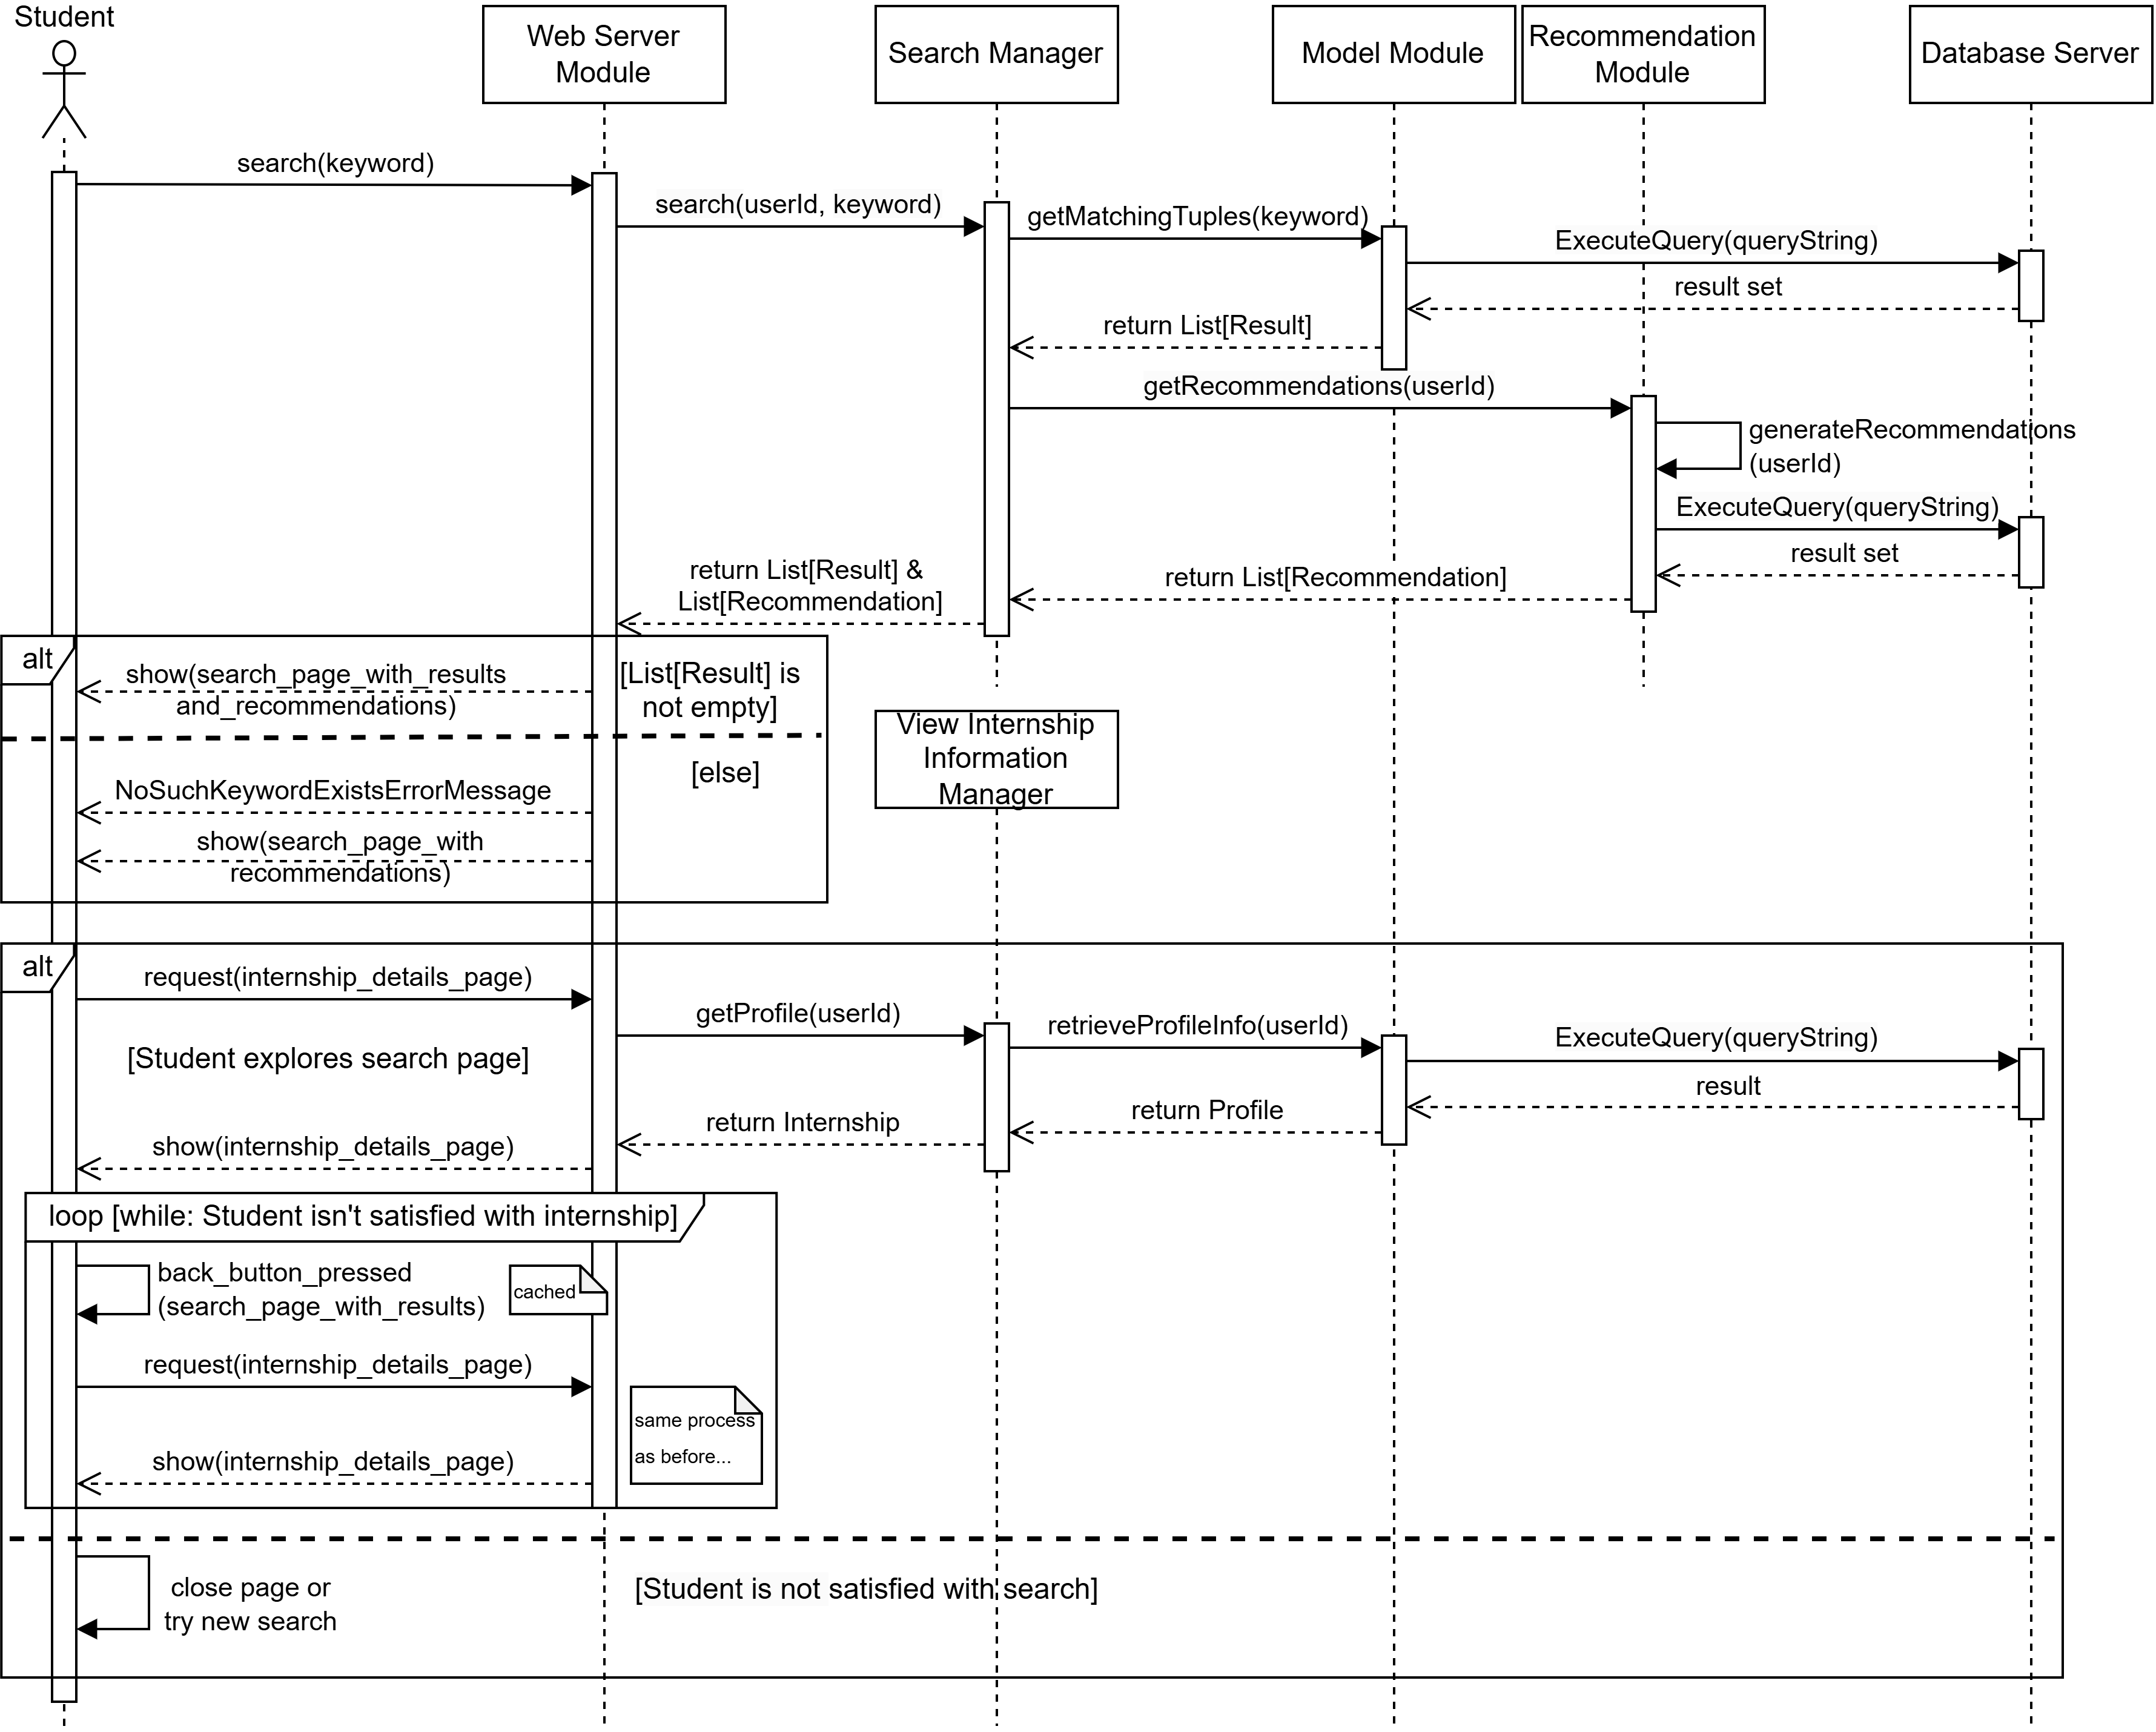 Student
Web Server
Module
Search Manager
Model Module
Recommendation
Module
Database Server
search(keyword)
search(userId, keyword)
getMatchingTuples(keyword)
ExecuteQuery(queryString)
result set
return List[Result]
getRecommendations(userId)
generateRecommendations
(userId)
ExecuteQuery(queryString)
result set
return List[Result] &
List[Recommendation]
return List[Recommendation]
alt
show(search_page_with_results
and_recommendations)
[List[Result] is
not empty]
[else]
View Internship
Information
Manager
NoSuchKeywordExistsErrorMessage
show(search_page_with
recommendations)
alt
request(internship_details_page)
getProfile(userId)
retrieveProfileInfo(userId)
ExecuteQuery(queryString)
[Student explores search page]
result
return Profile
return Internship
show(internship_details_page)
loop [while: Student isn't satisfied with internship]
back_button_pressed
(search_page_with_results)
cached
request(internship_details_page)
same process
as before...
show(internship_details_page)
close page or
try new search
[Student is not satisfied with search]